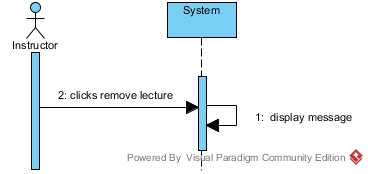 System
Instructor
2: clicks remove lecture
1: display message
Powered By Visual Paradigm Community Edition